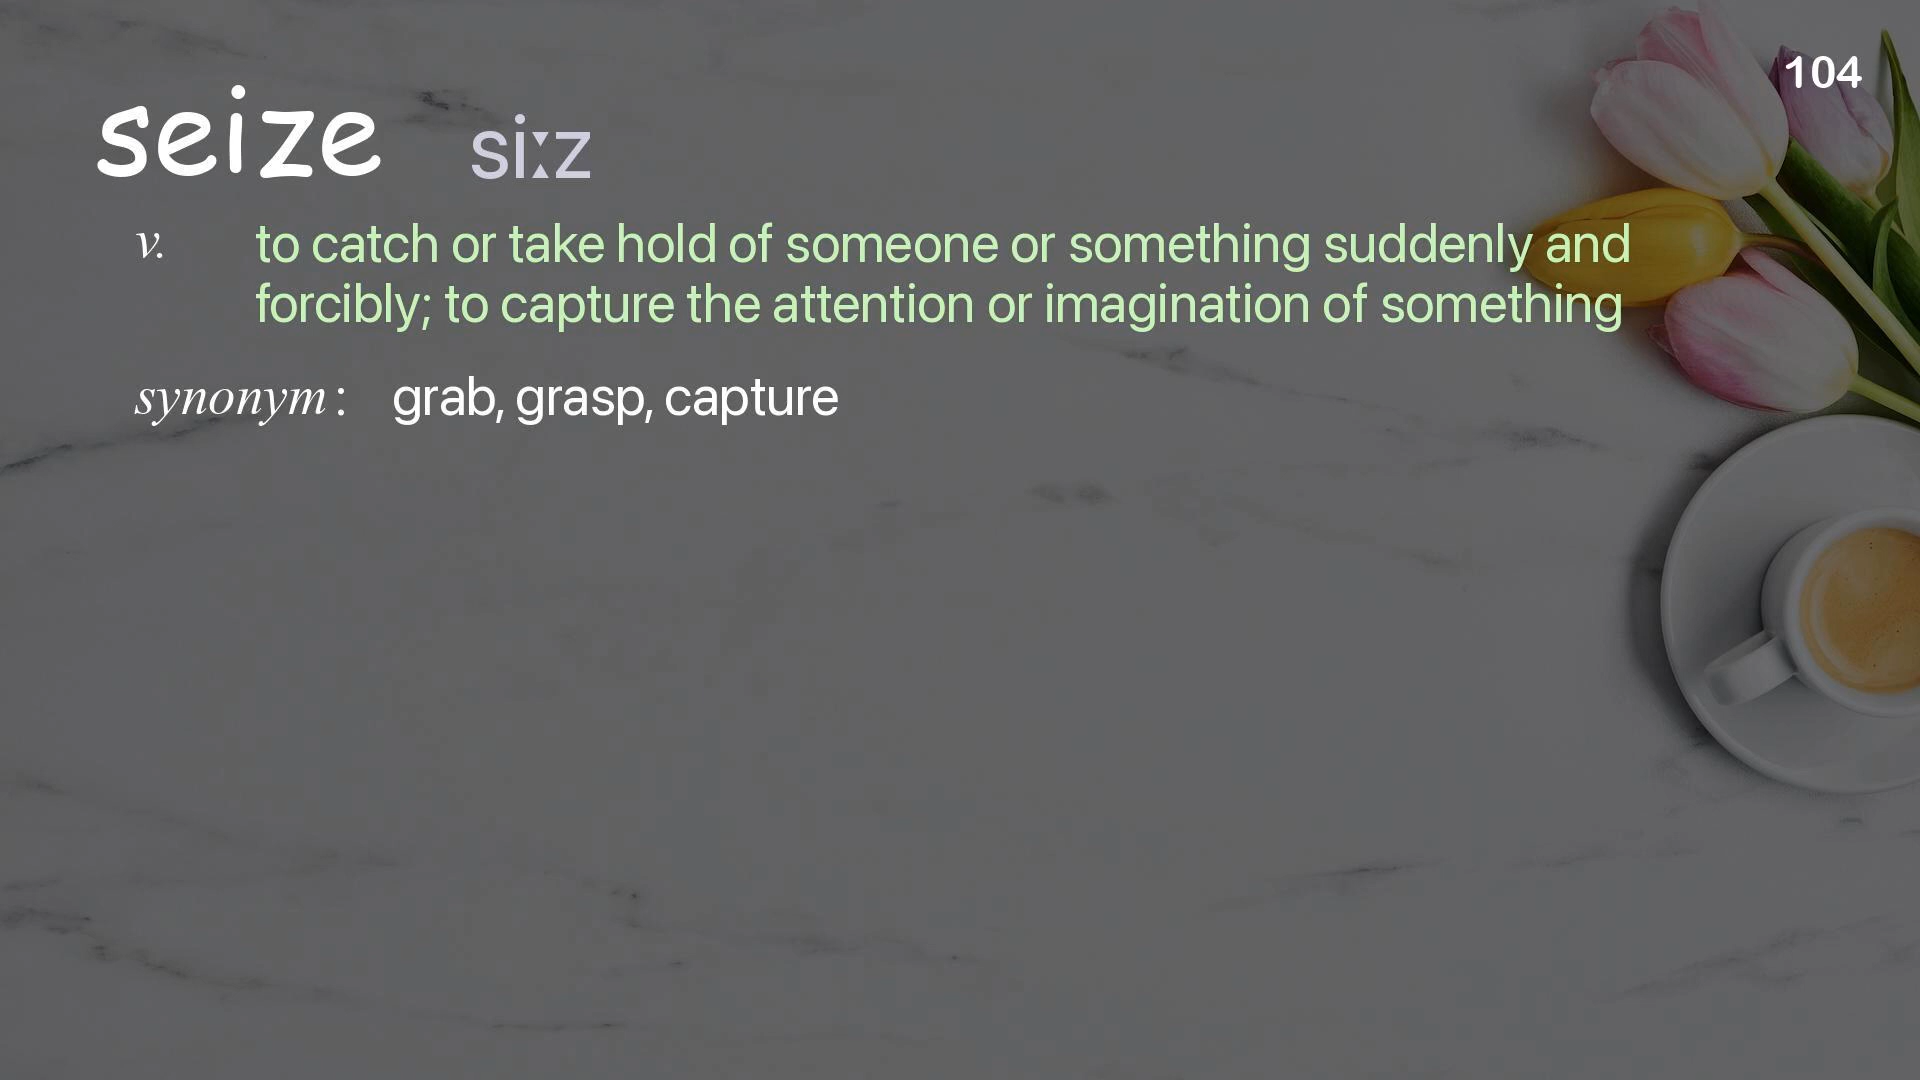 104
seize siːz
v. to catch or take hold of someone or something suddenly and
forcibly; to capture the attention or imagination of something
synonym : grab, grasp, capture